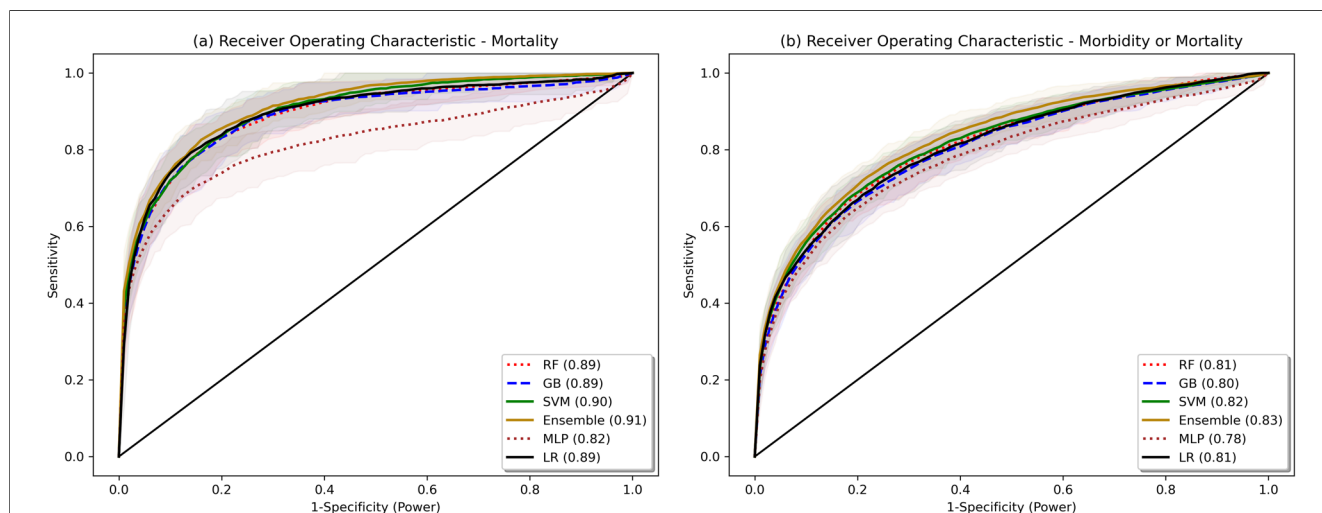 (a) Receiver Operating Characteristic - Mortality
1.0
0.8
0.6
0.4
0.2
0.0
Sensitivity
0.0 0.2 0.4 0.6 0.8 1.0
1-Specificity (Power)
RF (0.89)
GB (0.89)
SVM (0.90)
Ensemble (0.91)
MLP (0.82)
LR (0.89)
(b) Receiver Operating Characteristic - Morbidity or Mortality
1.0
0.8
0.6
0.4
0.2
0.0
Sensitivity
0.0 0.2 0.4 0.6 0.8 1.0
1-Specificity (Power)
RF (0.81)
GB (0.80)
SVM (0.82)
Ensemble (0.83)
MLP (0.78)
LR (0.81)